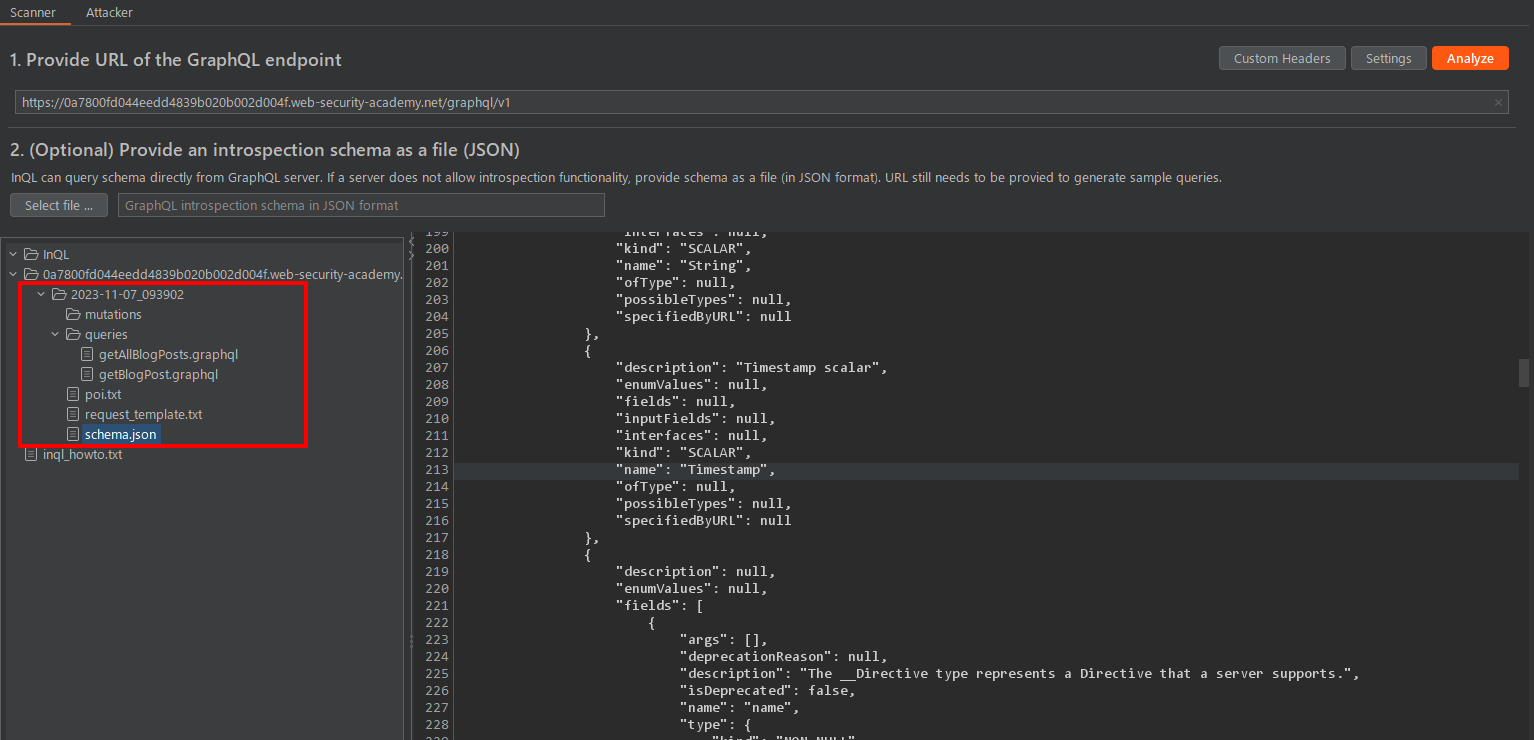 Scanner Attacker
1. Provide URL of the GraphQL endpoint
Custom Headers Settings Analyze
https://0a7800fd044eedd4839b020b002d004f.web-security-academy.net/graphql/v1
2. (Optional) Provide an introspection schema as a file (JSON)
InQL can query schema directly from GraphQL server. If a server does not allow introspection functionality, provide schema as a file (in JSON format). URL still needs to be provied to generate sample queries.
Select file ... GraphQL introspection schema in JSON format
InQL
0a7800fd044eedd4839b020b002d004f.web-security-academy.
2023-11-07_093902
mutations
queries
getAllBlogPosts.graphql
getBlogPost.graphql
poi.txt
request_template.txt
schema.json
inql_howto.txt
199 "interfaces": null,
200 "kind": "SCALAR",
201 "name": "String",
202 "ofType": null,
203 "possibleTypes": null,
204 "specifiedByURL": null
205 },
206 {
207 "description": "Timestamp scalar",
208 "enumValues": null,
209 "fields": null,
210 "inputFields": null,
211 "interfaces": null,
212 "kind": "SCALAR",
213 "name": "Timestamp",
214 "ofType": null,
215 "possibleTypes": null,
216 "specifiedByURL": null
217 },
218 {
219 "description": null,
220 "enumValues": null,
221 "fields": [
222 {
223 "args": [],
224 "deprecationReason": null,
225 "description": "The __Directive type represents a Directive that a server supports.",
226 "isDeprecated": false,
227 "name": "name",
228 "type": {
229 "kind": "NON_NULL"